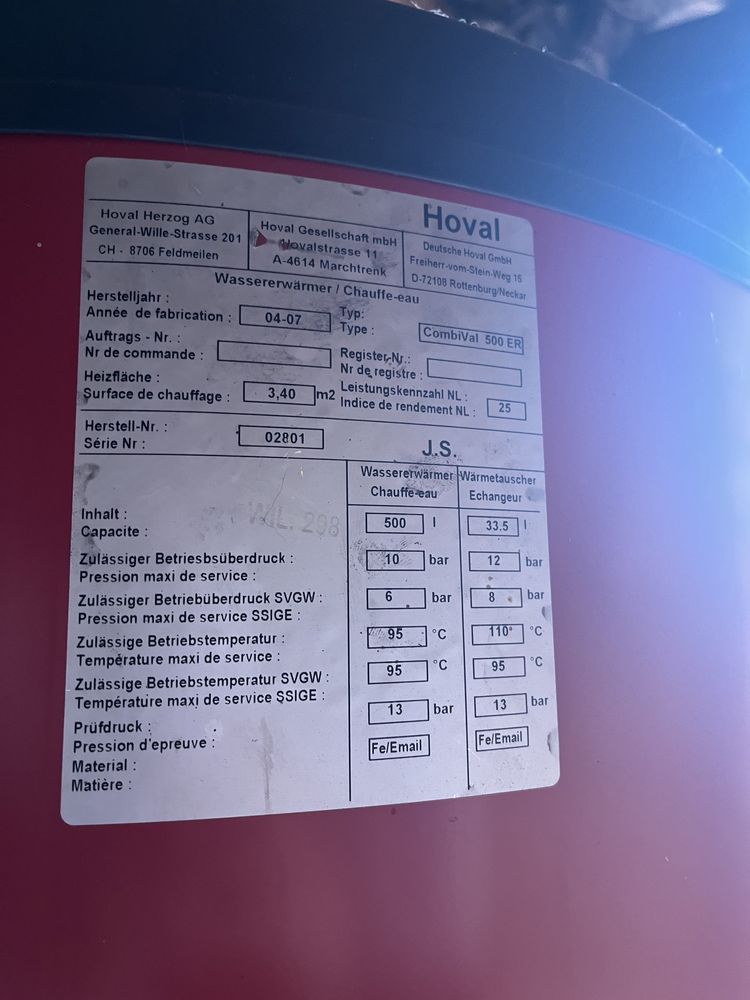 Hoval
Hoval Herzog AG
General-Wille-Strasse 201
CH - 8706 Feldmeilen
Hoval Gesellschaft mbH
Hovalstrasse 11
A-4614 Marchtrenk
Deutsche Hoval GmbH
Freiherr-vom-Stein-Weg 15
D-72108 Rottenburg/Neckar
Wassererwärmer / Chauffe-eau
Herstelljahr :
Année de fabrication : 04-07
Typ:
Type : CombiVal 500 ER
Auftrags - Nr. :
Nr de commande :
Register-Nr.:
Nr de registre :
Heizfläche :
Surface de chauffage : 3,40 m2
Leistungskennzahl NL :
Indice de rendement NL : 25
Herstell-Nr. :
Série Nr : 02801
J.S.
Wassererwärmer Wärmetauscher
Chauffe-eau Echangeur
WIL. 298
Inhalt :
Capacite : 500 l 33.5 l
Zulässiger Betriesbsüberdruck : 10 bar 12 bar
Pression maxi de service :
Zulässiger Betriebüberdruck SVGW : 6 bar 8 bar
Pression maxi de service SSIGE :
Zulässige Betriebstemperatur : 95 °C 110° °C
Température maxi de service :
Zulässige Betriebstemperatur SVGW : 95 °C 95 °C
Température maxi de service SSIGE :
Prüfdruck : 13 bar 13 bar
Pression d'epreuve :
Material : Fe/Email Fe/Email
Matière :